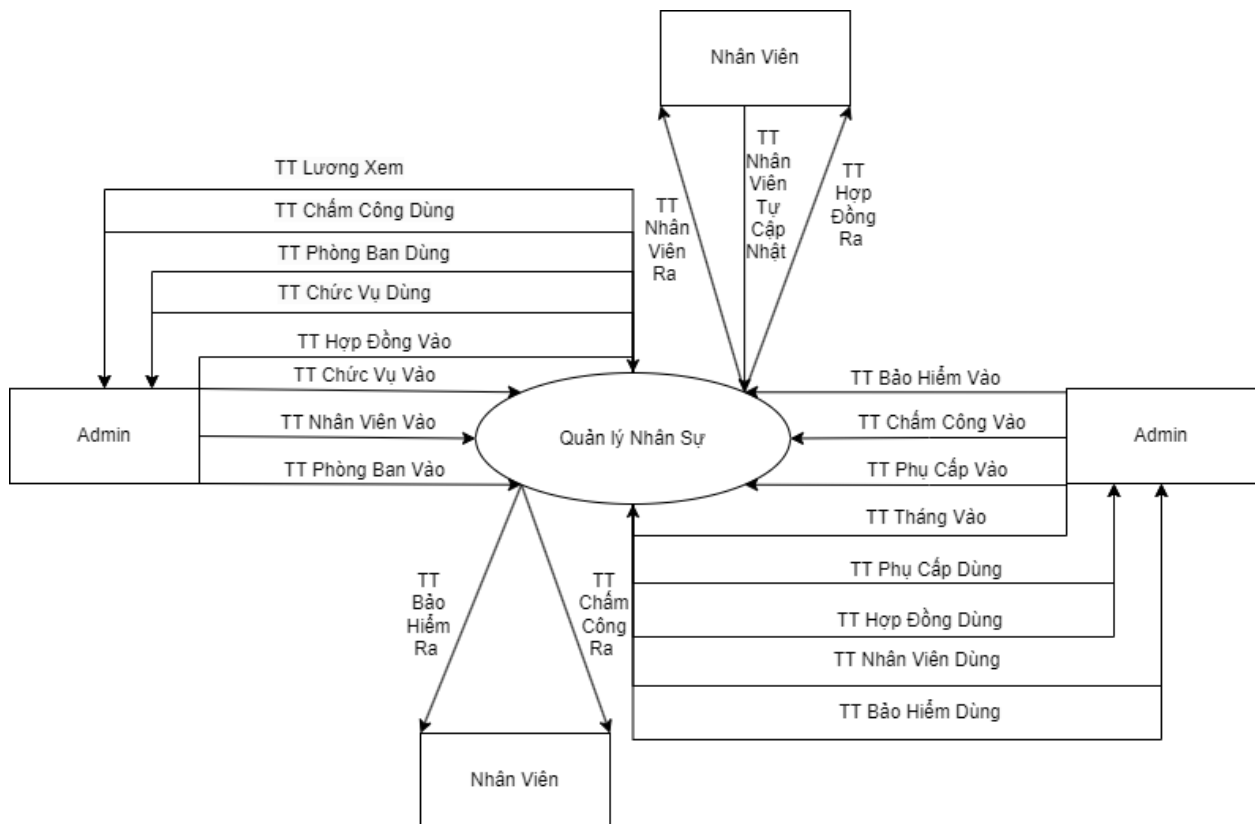 Nhân Viên
TT
Nhân
Viên
Tự
Cập
Nhật
TT
Hợp
Đồng
Ra
TT
Nhân
Viên
Ra
TT Lương Xem
TT Chấm Công Dùng
TT Phòng Ban Dùng
TT Chức Vụ Dùng
TT Hợp Đồng Vào
TT Chức Vụ Vào
TT Nhân Viên Vào
TT Phòng Ban Vào
Admin
Quản lý Nhân Sự
TT Bảo Hiểm Vào
TT Chấm Công Vào
TT Phụ Cấp Vào
TT Tháng Vào
Admin
TT Phụ Cấp Dùng
TT Hợp Đồng Dùng
TT Nhân Viên Dùng
TT Bảo Hiểm Dùng
TT
Bảo
Hiểm
Ra
TT
Chấm
Công
Ra
Nhân Viên